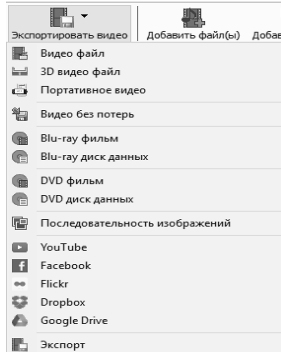 Экспортировать видео Добавить файл(ы) Добав
Видео файл
3D видео файл
Портативное видео
Видео без потерь
Blu-ray фильм
Blu-ray диск данных
DVD фильм
DVD диск данных
Последовательность изображений
YouTube
Facebook
Flickr
Dropbox
Google Drive
Экспорт